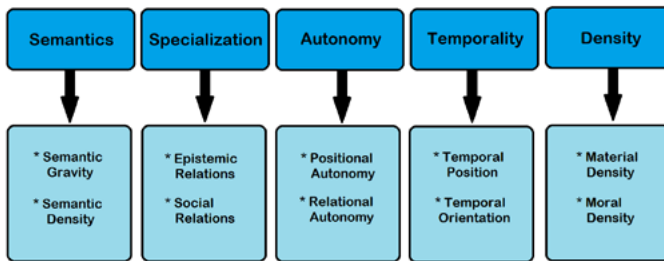 Semantics
Specialization
Autonomy
Temporality
Density
* Semantic
Gravity
* Semantic
Density
* Epistemic
Relations
* Social
Relations
* Positional
Autonomy
* Relational
Autonomy
* Temporal
Position
* Temporal
Orientation
* Material
Density
* Moral
Density